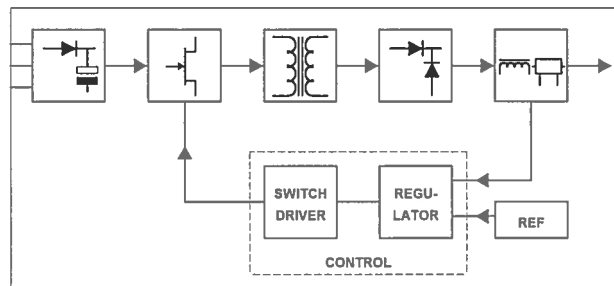 SWITCH
DRIVER
REGU-
LATOR
REF
CONTROL